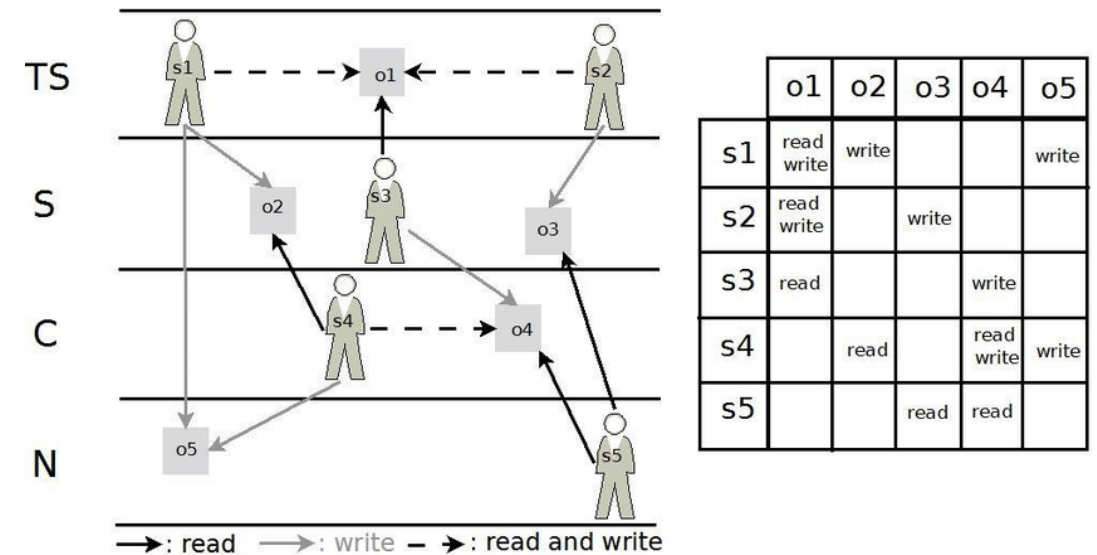 TS
s1
o1
s2
S
o2
s3
o3
C
s4
o4
N
o5
s5
: read : write : read and write
o1 o2 o3 o4 o5
s1 read write write write
s2 read write write
s3 read write
s4 read read write write
s5 read read